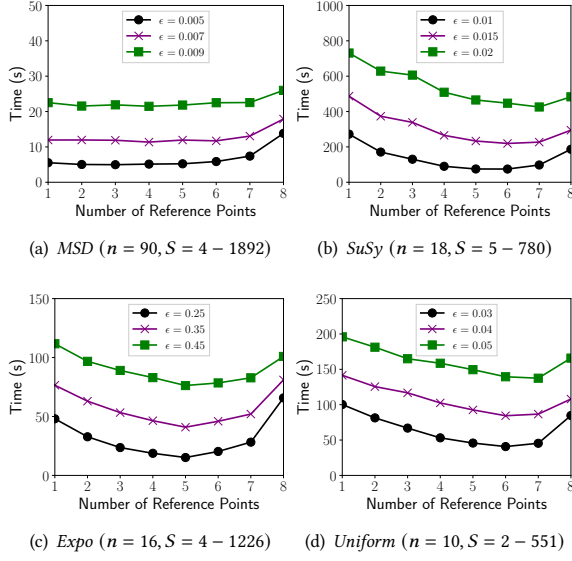 50
40
30
20
10
0
Time (s)
ϵ = 0.005
ϵ = 0.007
ϵ = 0.009
1 2 3 4 5 6 7 8
Number of Reference Points
(a) MSD (n = 90, S = 4 − 1892)
1000
800
600
400
200
0
Time (s)
ϵ = 0.01
ϵ = 0.015
ϵ = 0.02
1 2 3 4 5 6 7 8
Number of Reference Points
(b) SuSy (n = 18, S = 5 − 780)
150
100
50
0
Time (s)
ϵ = 0.25
ϵ = 0.35
ϵ = 0.45
1 2 3 4 5 6 7 8
Number of Reference Points
(c) Expo (n = 16, S = 4 − 1226)
250
200
150
100
50
0
Time (s)
ϵ = 0.03
ϵ = 0.04
ϵ = 0.05
1 2 3 4 5 6 7 8
Number of Reference Points
(d) Uniform (n = 10, S = 2 − 551)